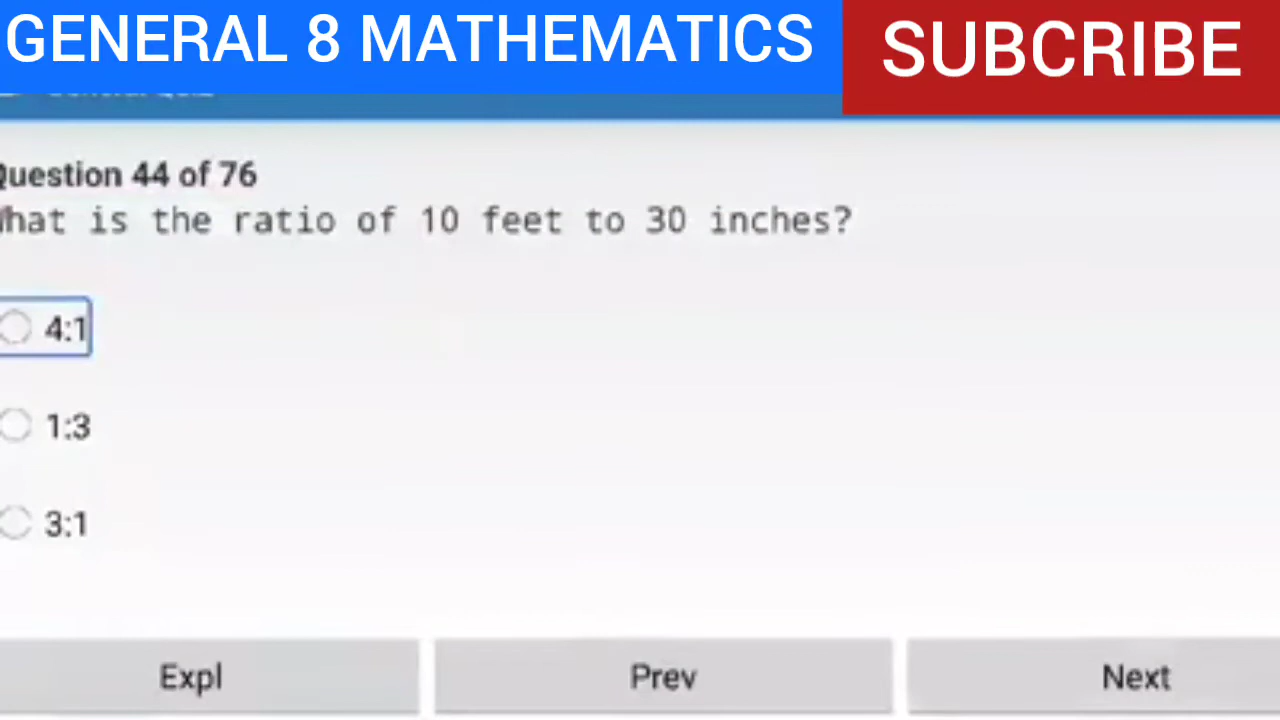 GENERAL 8 MATHEMATICS
SUBCRIBE
Question 44 of 76
What is the ratio of 10 feet to 30 inches?
4:1
1:3
3:1
Expl
Prev
Next